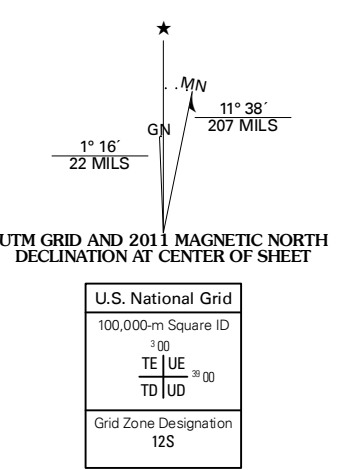 ★
MN
GN
11° 38´
207 MILS
1° 16´
22 MILS
UTM GRID AND 2011 MAGNETIC NORTH
DECLINATION AT CENTER OF SHEET
U.S. National Grid
100,000-m Square ID
³00
TE UE
³⁹00
TD UD
Grid Zone Designation
12S